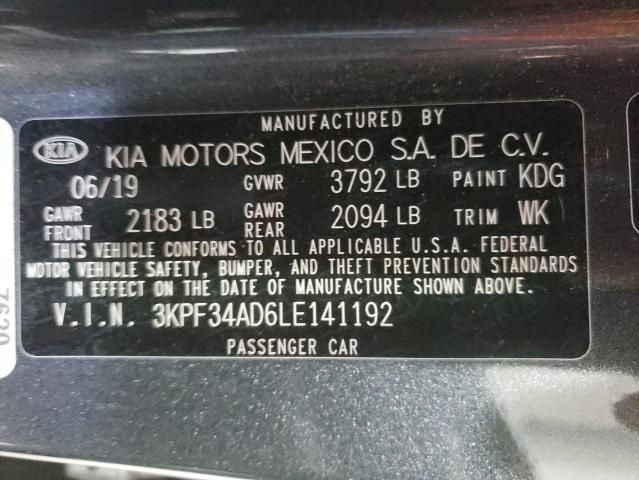 MANUFACTURED BY
KIA KIA MOTORS MEXICO S.A. DE C.V.
06/19 GVWR 3792 LB PAINT KDG
GAWR FRONT 2183 LB GAWR REAR 2094 LB TRIM WK
THIS VEHICLE CONFORMS TO ALL APPLICABLE U.S.A. FEDERAL
MOTOR VEHICLE SAFETY, BUMPER, AND THEFT PREVENTION STANDARDS
IN EFFECT ON THE DATE OF MANUFACTURE SHOWN ABOVE.
V.I.N. 3KPF34AD6LE141192
PASSENGER CAR